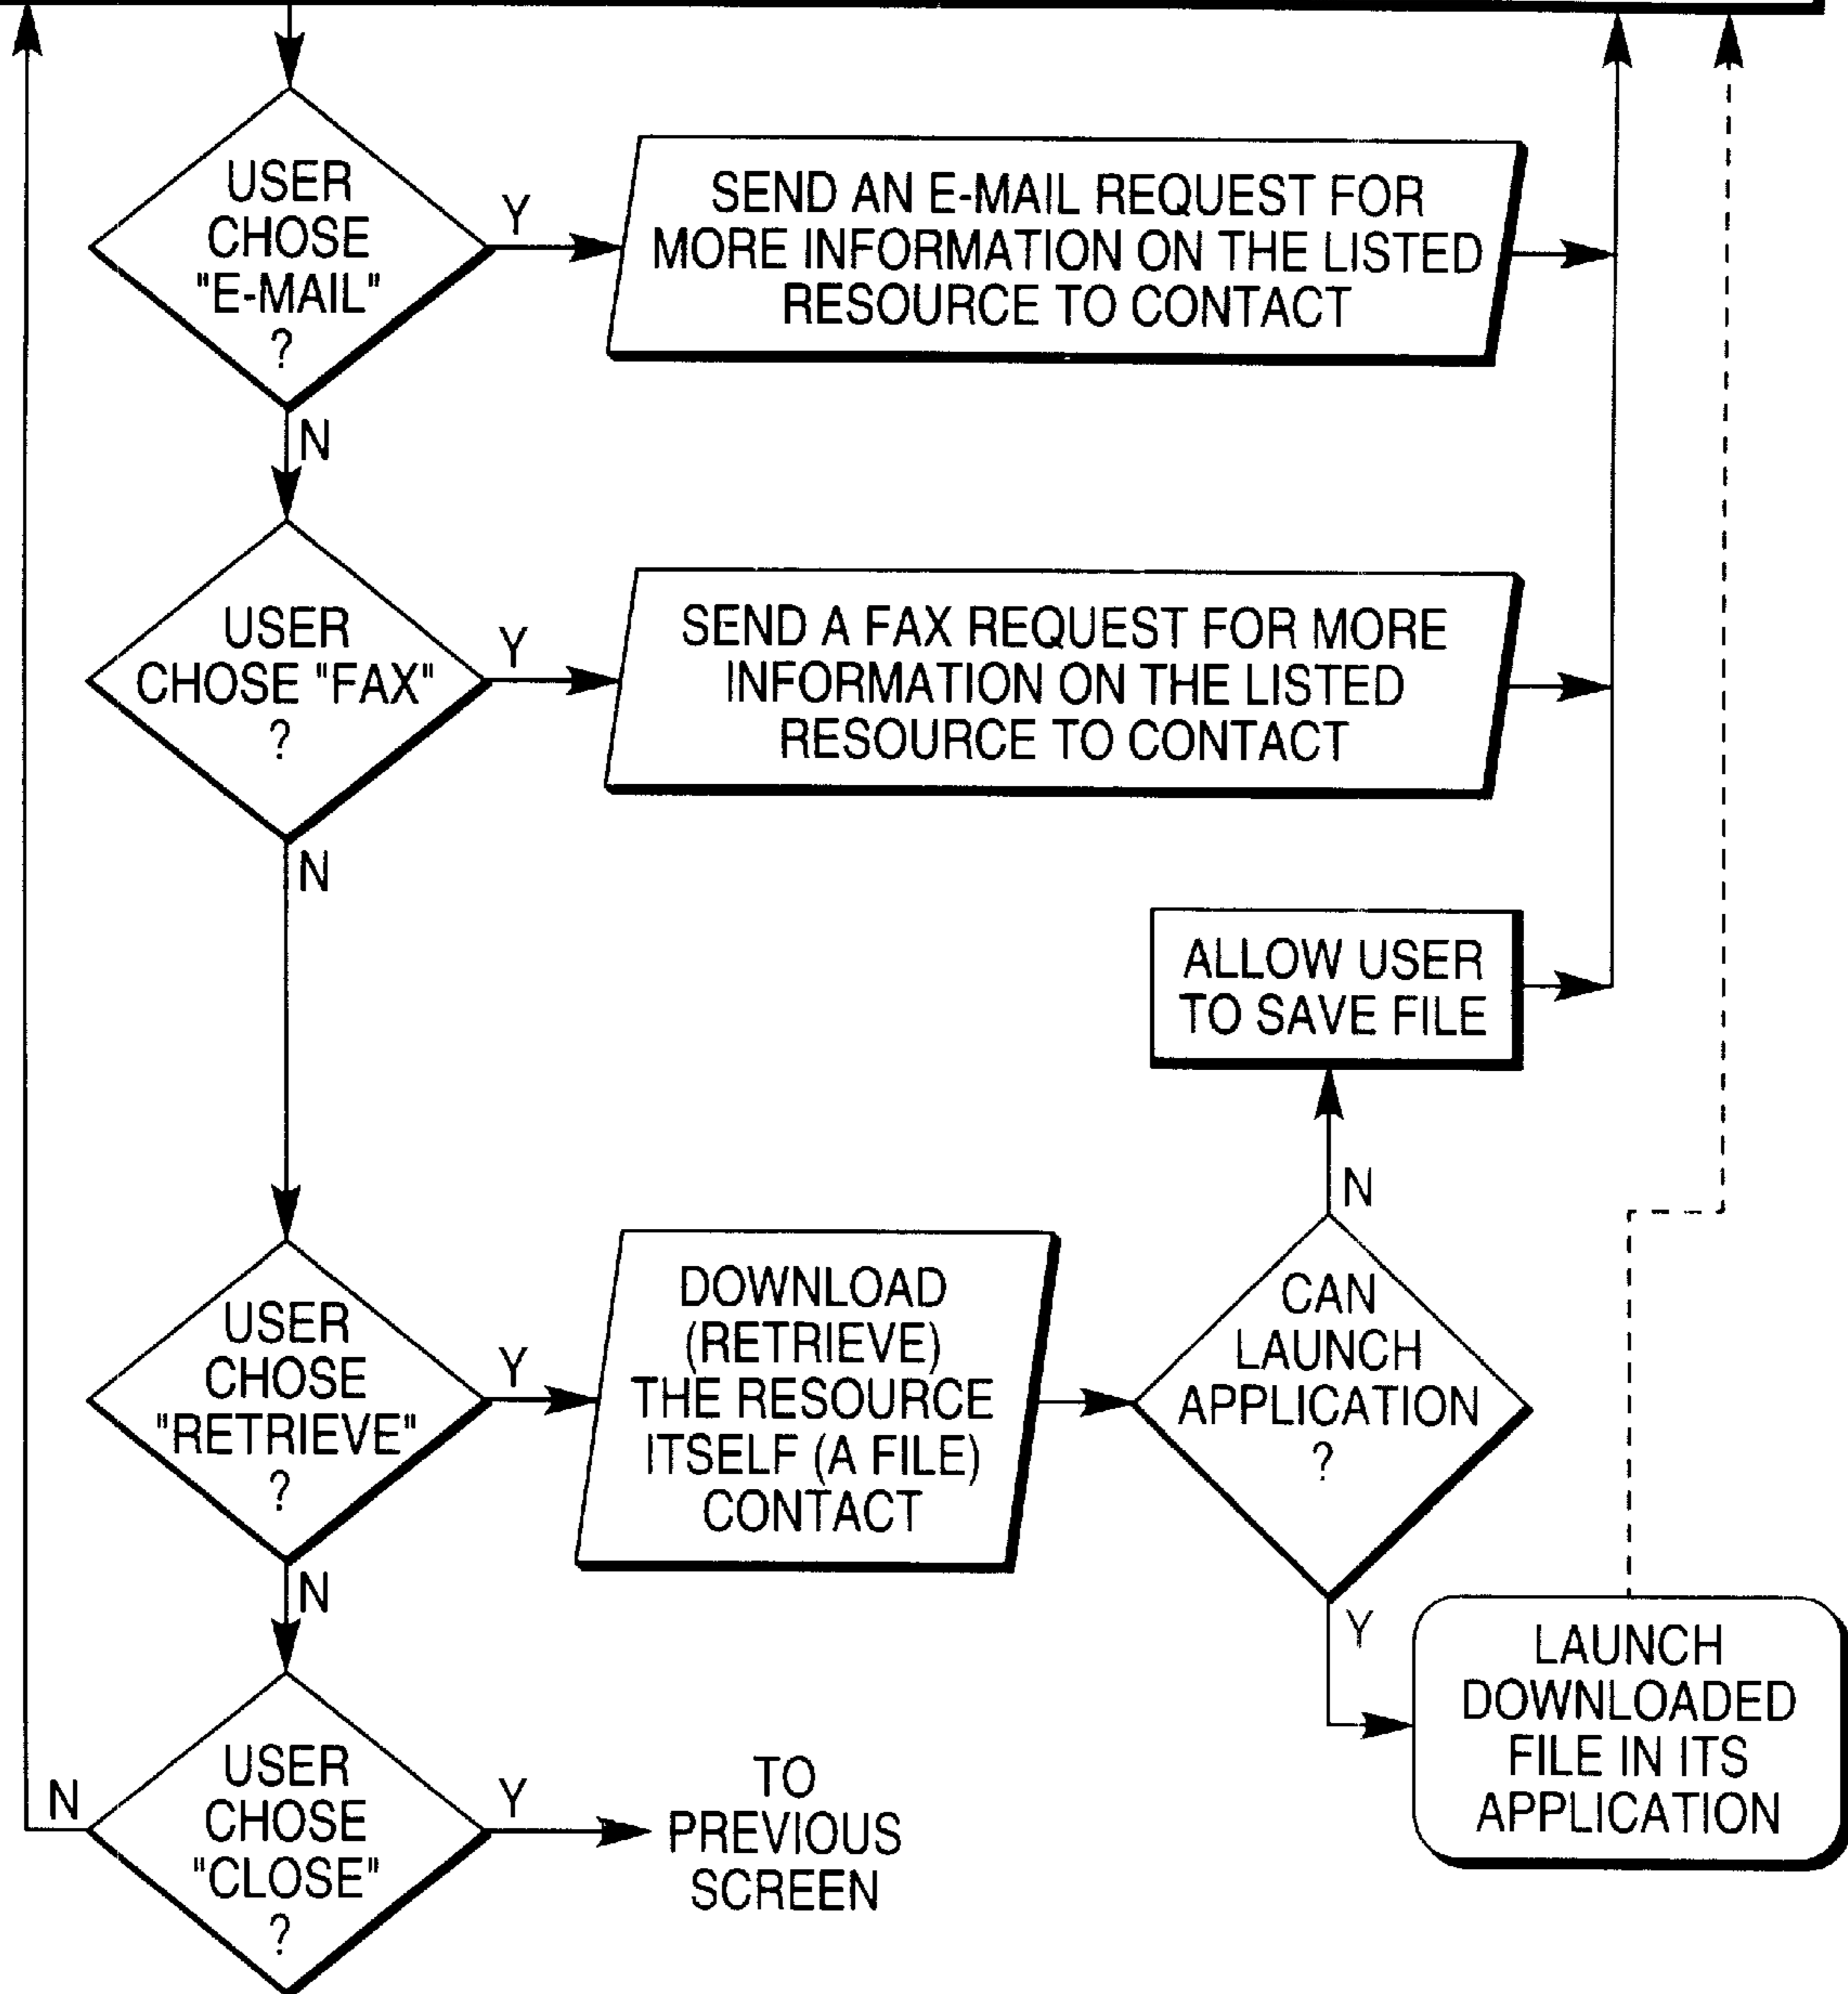 USER
CHOSE
"E-MAIL"
?
Y
SEND AN E-MAIL REQUEST FOR
MORE INFORMATION ON THE LISTED
RESOURCE TO CONTACT
N
USER
CHOSE "FAX"
?
Y
SEND A FAX REQUEST FOR MORE
INFORMATION ON THE LISTED
RESOURCE TO CONTACT
N
ALLOW USER
TO SAVE FILE
N
USER
CHOSE
"RETRIEVE"
?
Y
DOWNLOAD
(RETRIEVE)
THE RESOURCE
ITSELF (A FILE)
CONTACT
CAN
LAUNCH
APPLICATION
?
N
Y
LAUNCH
DOWNLOADED
FILE IN ITS
APPLICATION
USER
CHOSE
"CLOSE"
?
N
Y
TO
PREVIOUS
SCREEN